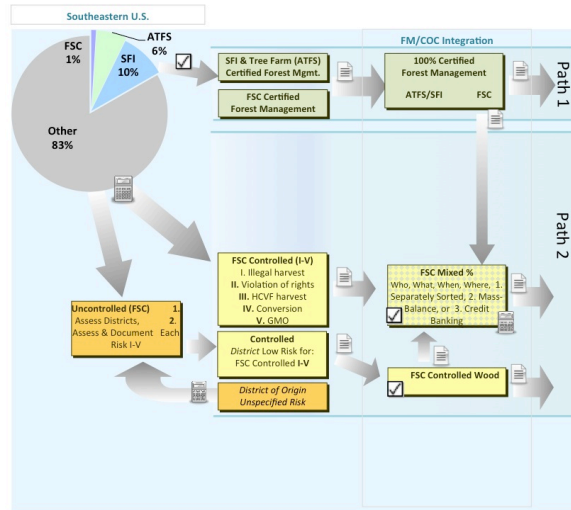 Southeastern U.S.
FSC
1%
ATFS
6%
SFI
10%
Other
83%
FM/COC Integration
SFI & Tree Farm (ATFS)
Certified Forest Mgmt.
FSC Certified
Forest Management
100% Certified
Forest Management
ATFS/SFI FSC
Path 1
Path 2
FSC Controlled (I-V)
I. Illegal harvest
II. Violation of rights
III. HCVF harvest
IV. Conversion
V. GMO
FSC Mixed %
Who, What, When, Where, 1.
Separately Sorted, 2. Mass-
Balance, or 3. Credit
Banking
Uncontrolled (FSC) 1.
Assess Districts, 2.
Assess & Document Each
Risk I-V
Controlled
District Low Risk for:
FSC Controlled I-V
FSC Controlled Wood
District of Origin
Unspecified Risk